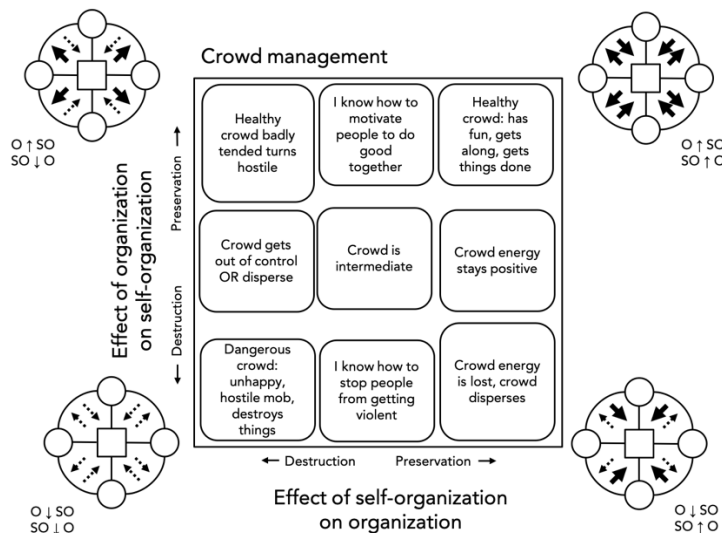 Crowd management
O ↑ SO
SO ↓ O
O ↑ SO
SO ↑ O
Healthy
crowd badly
tended turns
hostile
I know how to
motivate
people to do
good
together
Healthy
crowd: has
fun, gets
along, gets
things done
Crowd gets
out of control
OR disperse
Crowd is
intermediate
Crowd energy
stays positive
Dangerous
crowd:
unhappy,
hostile mob,
destroys
things
I know how to
stop people
from getting
violent
Crowd energy
is lost, crowd
disperses
Effect of organization
on self-organization
Destruction
Preservation
← Destruction
Preservation →
Effect of self-organization
on organization
O ↓ SO
SO ↓ O
O ↓ SO
SO ↑ O